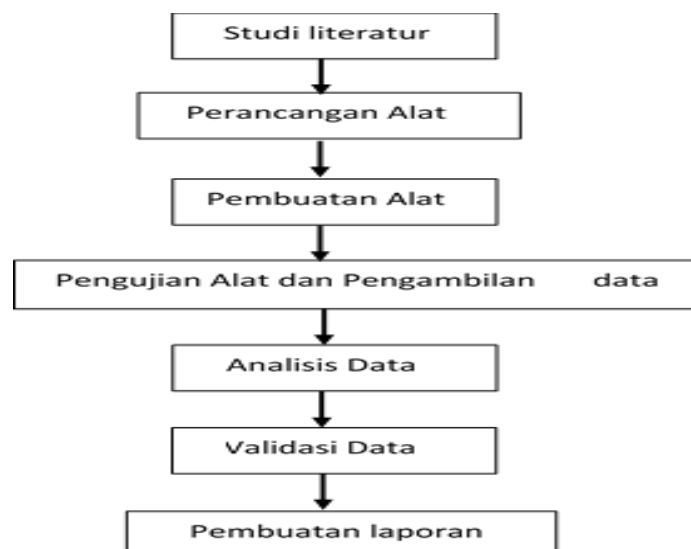 Studi literatur
Perancangan Alat
Pembuatan Alat
Pengujian Alat dan Pengambilan data
Analisis Data
Validasi Data
Pembuatan laporan